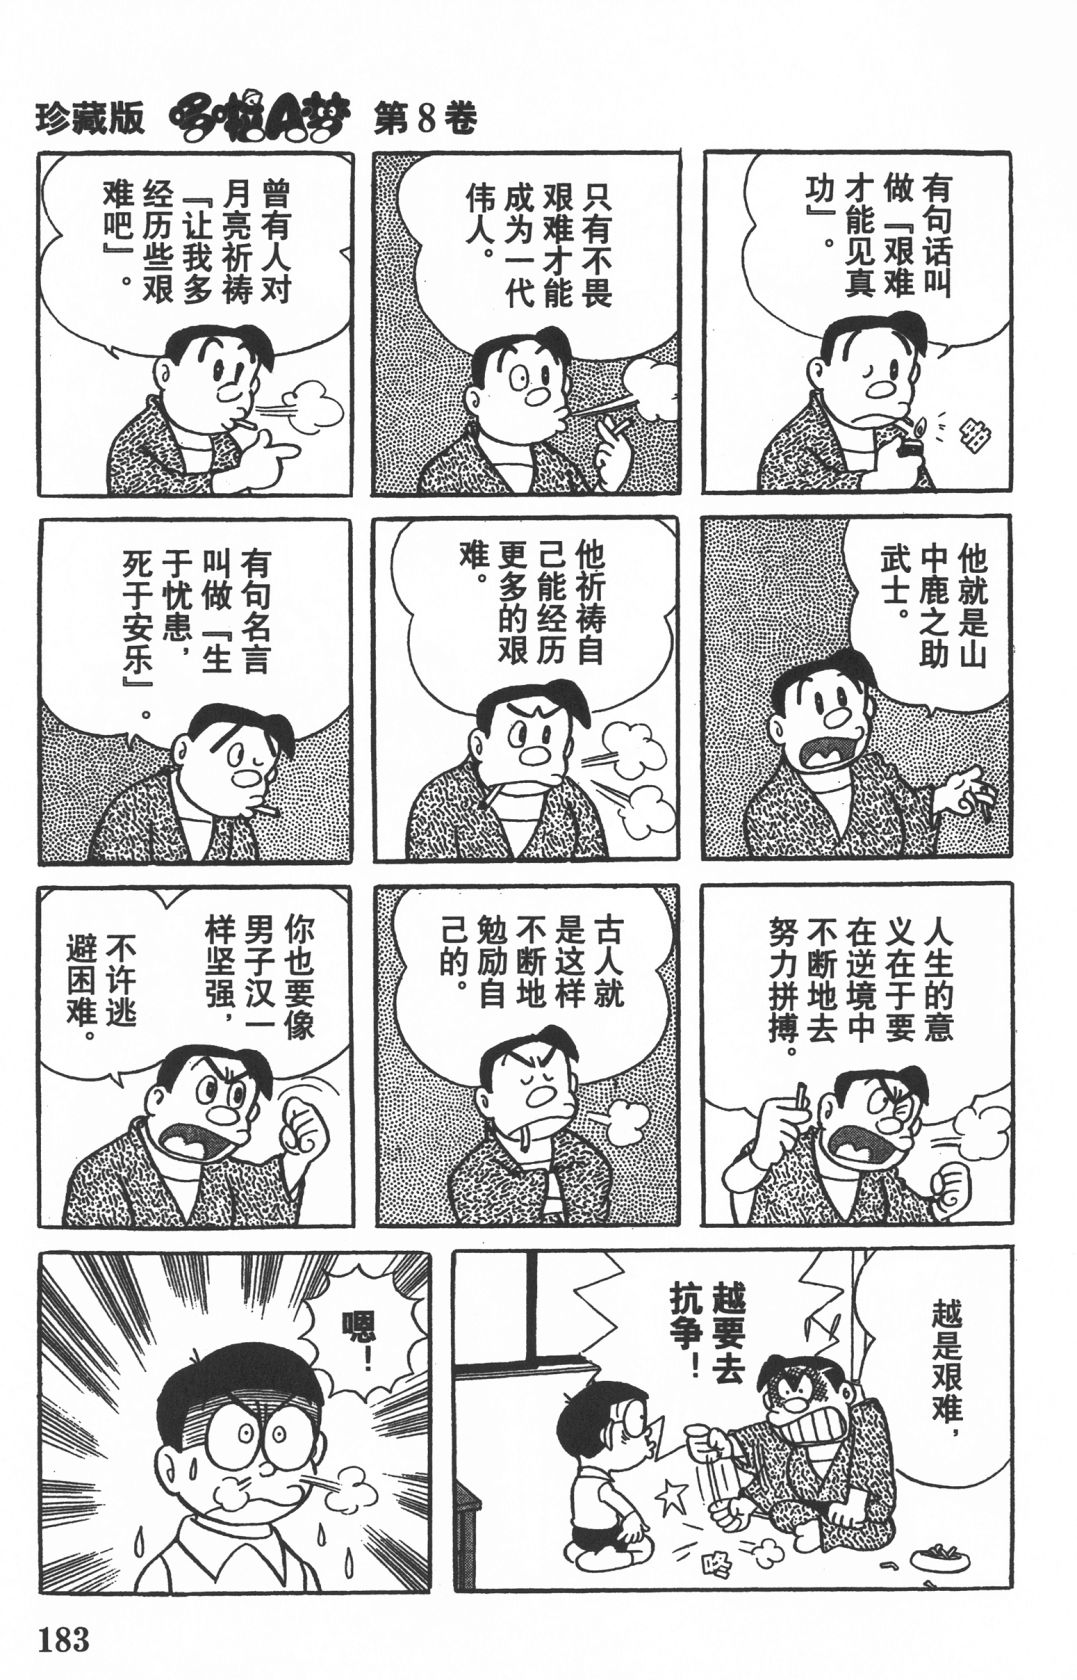 珍藏版 哆啦A梦 第8卷
有句话叫
做『艰难
才能见真
功』。
咔
只有不畏
艰难才能
成为一代
伟人。
曾有人对
月亮祈祷
『让我多
经历些艰
难吧』。
他就是山
中鹿之助
武士。
他祈祷自
己能经历
更多的艰
难。
有句名言
叫做『生
于忧患，
死于安乐』。
人生的意
义在于要
在逆境中
不断地去
努力拼搏。
古人就
是这样
不断地
勉励自
己的。
你也要像
男子汉一
样坚强，
不许逃
避困难。
越是艰难，
越要去
抗争！
咚
嗯！
183